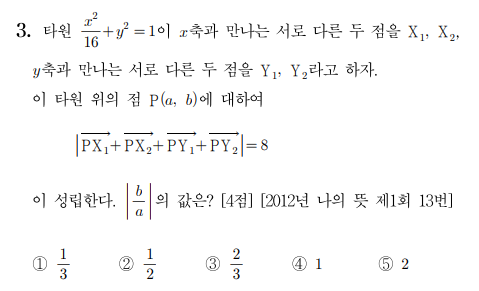 3. 타원 x²/16+y²=1이 x축과 만나는 서로 다른 두 점을 X₁, X₂,
y축과 만나는 서로 다른 두 점을 Y₁, Y₂라고 하자.
이 타원 위의 점 P(a, b)에 대하여
|\overrightarrow{PX₁}+\overrightarrow{PX₂}+\overrightarrow{PY₁}+\overrightarrow{PY₂}|=8
이 성립한다. |b/a|의 값은? [4점] [2012년 나의 뜻 제1회 13번]
① 1/3 ② 1/2 ③ 2/3 ④ 1 ⑤ 2